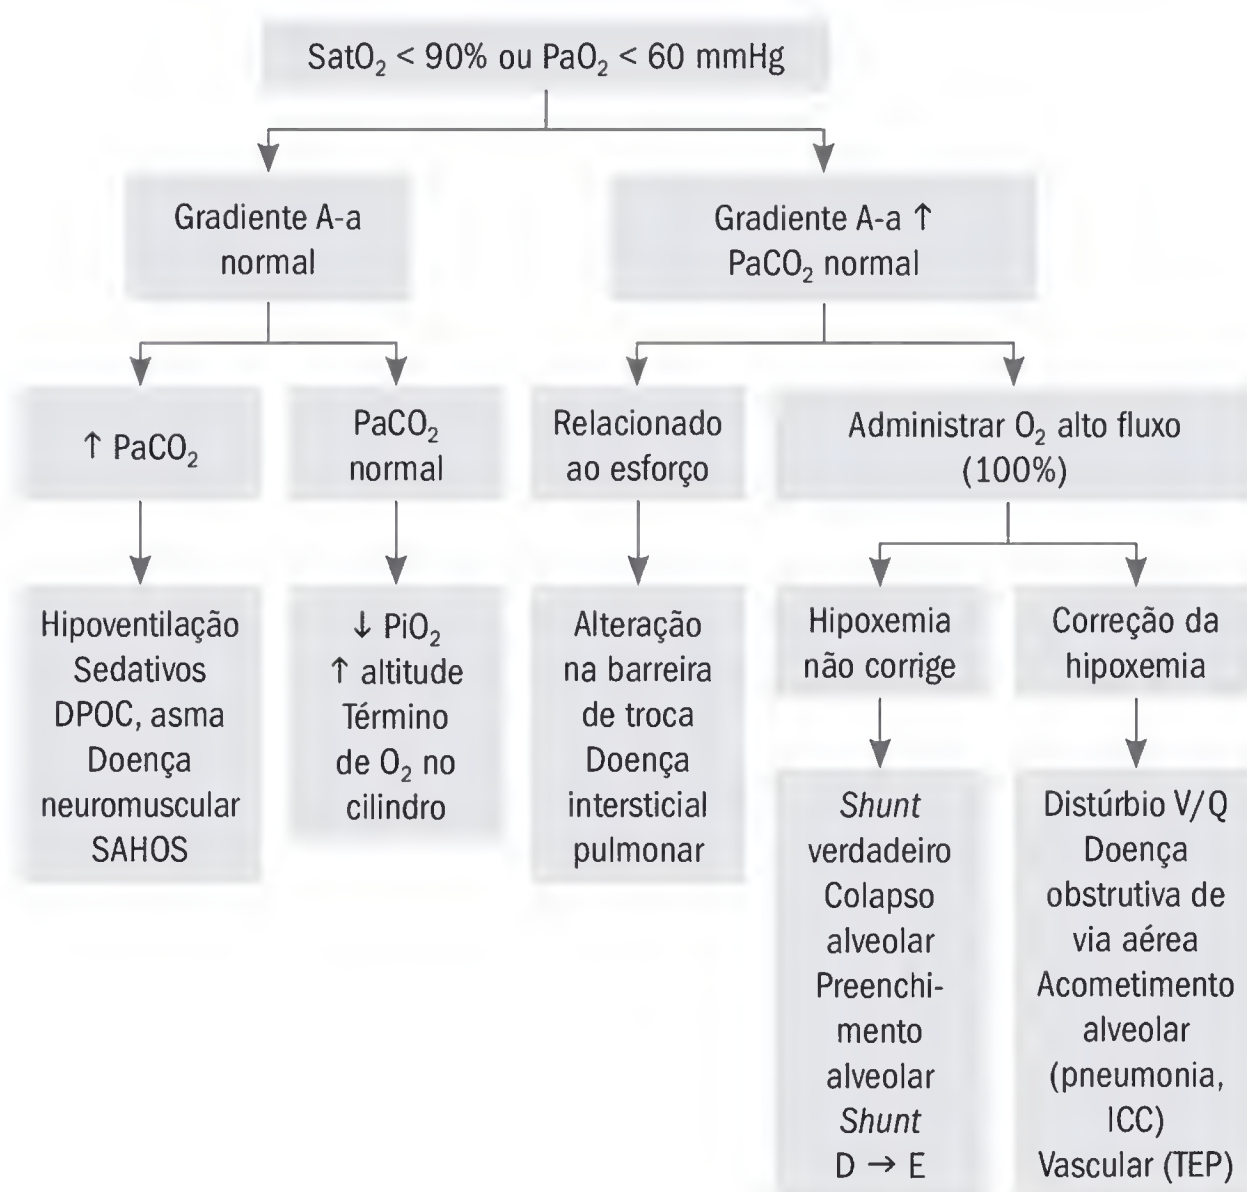 SatO₂ < 90% ou PaO₂ < 60 mmHg
Gradiente A-a
normal
Gradiente A-a ↑
PaCO₂ normal
↑ PaCO₂
PaCO₂
normal
Relacionado
ao esforço
Administrar O₂ alto fluxo
(100%)
Hipoventilação
Sedativos
DPOC, asma
Doença
neuromuscular
SAHOS
↓ PiO₂
↑ altitude
Término
de O₂ no
cilindro
Alteração
na barreira
de troca
Doença
intersticial
pulmonar
Hipoxemia
não corrige
Correção da
hipoxemia
Shunt
verdadeiro
Colapso
alveolar
Preenchi-
mento
alveolar
Shunt
D → E
Distúrbio V/Q
Doença
obstrutiva de
via aérea
Acometimento
alveolar
(pneumonia,
ICC)
Vascular (TEP)